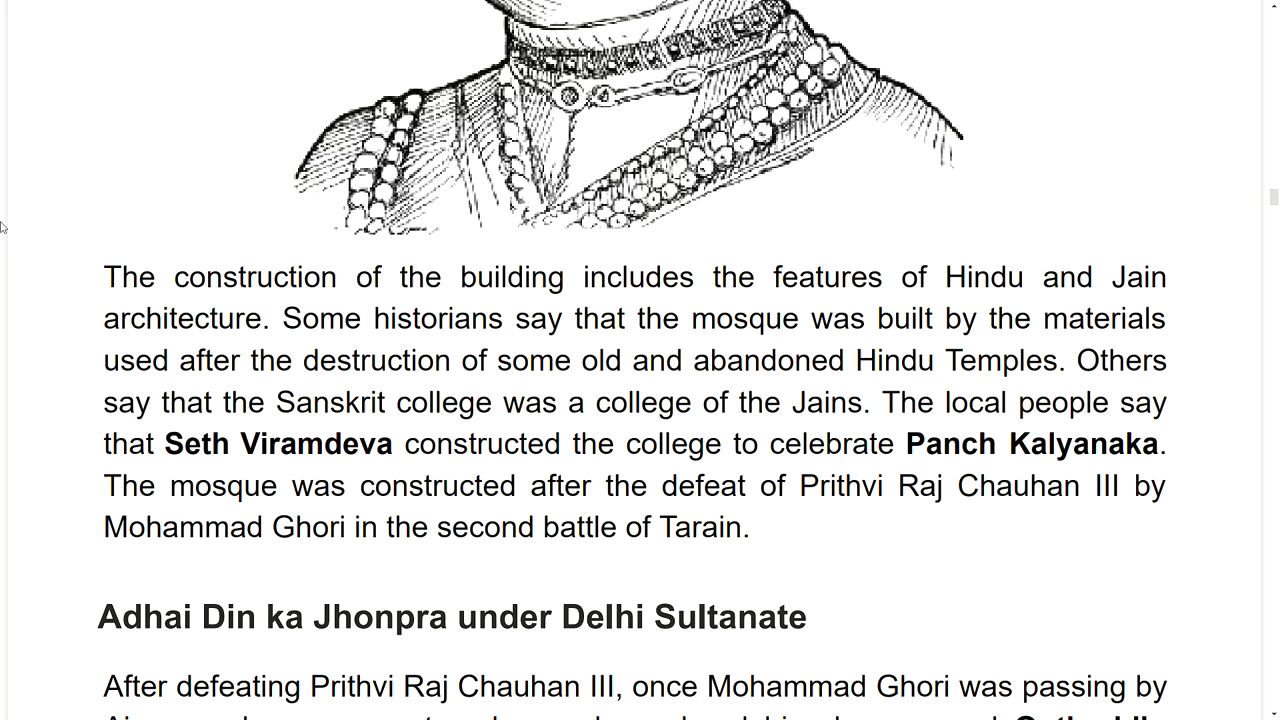 The construction of the building includes the features of Hindu and Jain
architecture. Some historians say that the mosque was built by the materials
used after the destruction of some old and abandoned Hindu Temples. Others
say that the Sanskrit college was a college of the Jains. The local people say
that Seth Viramdeva constructed the college to celebrate Panch Kalyanaka.
The mosque was constructed after the defeat of Prithvi Raj Chauhan III by
Mohammad Ghori in the second battle of Tarain.
Adhai Din ka Jhonpra under Delhi Sultanate
After defeating Prithvi Raj Chauhan III, once Mohammad Ghori was passing by